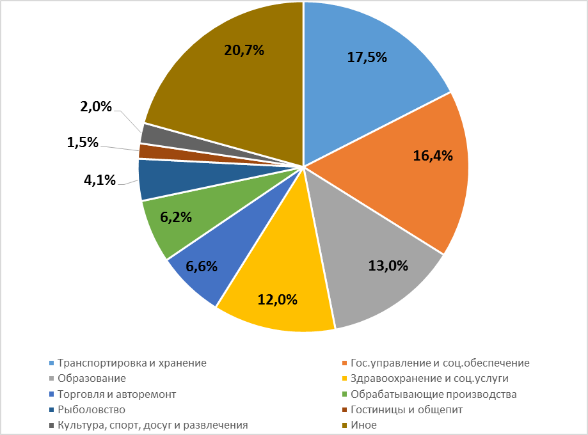 20,7%
17,5%
2,0%
1,5%
16,4%
4,1%
6,2%
6,6%
13,0%
12,0%
Транспортировка и хранение
Гос.управление и соц.обеспечение
Образование
Здравоохранение и соц.услуги
Торговля и авторемонт
Обрабатывающие производства
Рыболовство
Гостиницы и общепит
Культура, спорт, досуг и развлечения
Иное